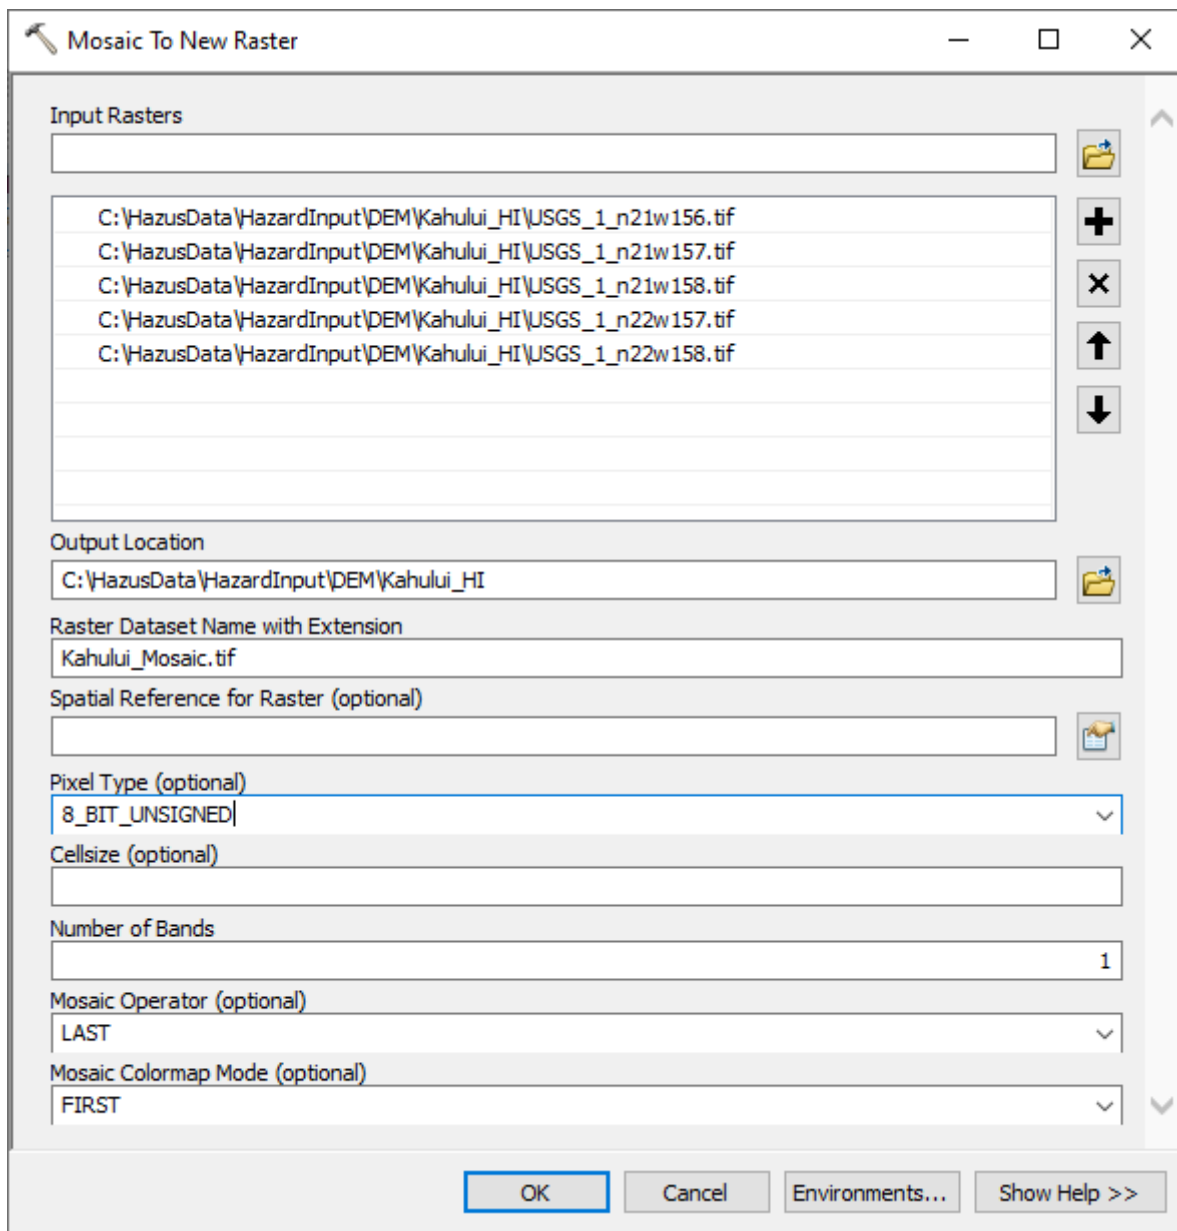 Mosaic To New Raster
Input Rasters
C:\HazusData\HazardInput\DEM\Kahului_HI\USGS_1_n21w156.tif
C:\HazusData\HazardInput\DEM\Kahului_HI\USGS_1_n21w157.tif
C:\HazusData\HazardInput\DEM\Kahului_HI\USGS_1_n21w158.tif
C:\HazusData\HazardInput\DEM\Kahului_HI\USGS_1_n22w157.tif
C:\HazusData\HazardInput\DEM\Kahului_HI\USGS_1_n22w158.tif
Output Location
C:\HazusData\HazardInput\DEM\Kahului_HI
Raster Dataset Name with Extension
Kahului_Mosaic.tif
Spatial Reference for Raster (optional)
Pixel Type (optional)
8_BIT_UNSIGNED
Cellsize (optional)
Number of Bands
1
Mosaic Operator (optional)
LAST
Mosaic Colormap Mode (optional)
FIRST
OK Cancel Environments... Show Help >>